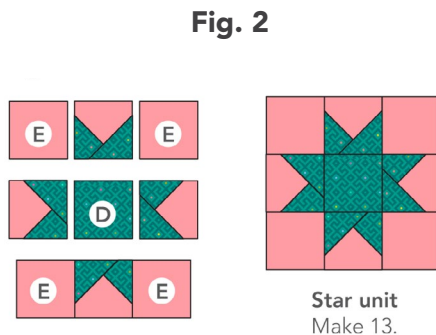 Fig. 2
E E
D
E E
Star unit
Make 13.